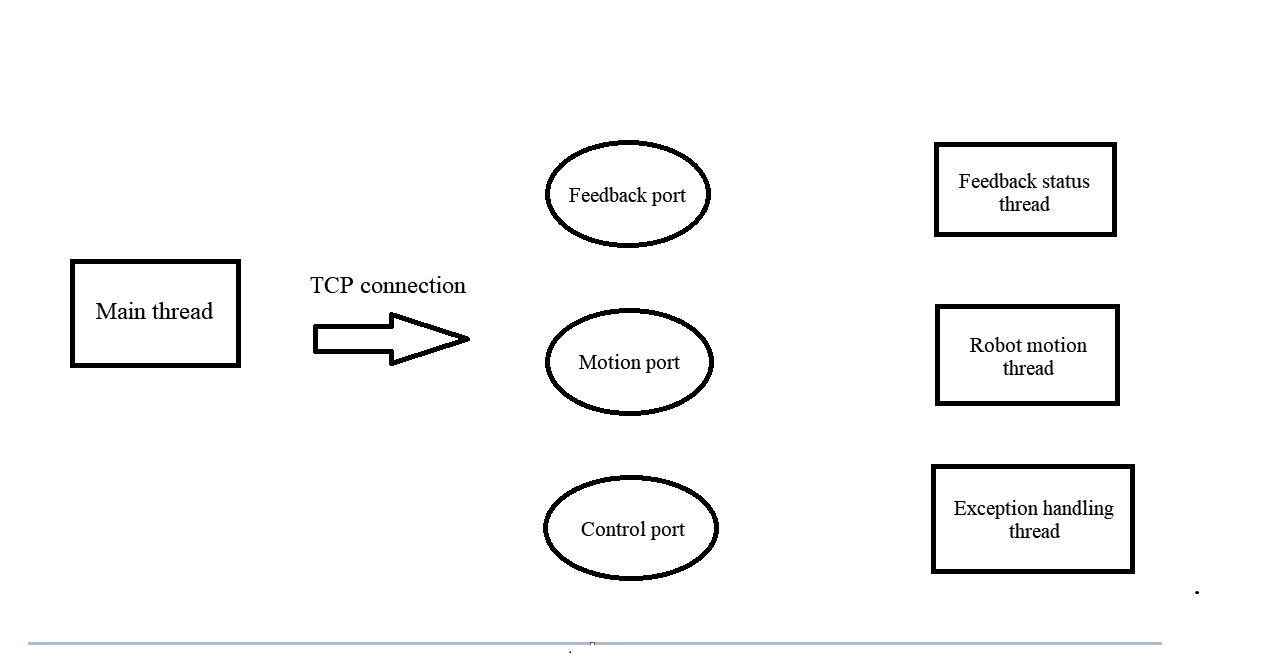 Main thread
TCP connection
Feedback port
Motion port
Control port
Feedback status
thread
Robot motion
thread
Exception handling
thread